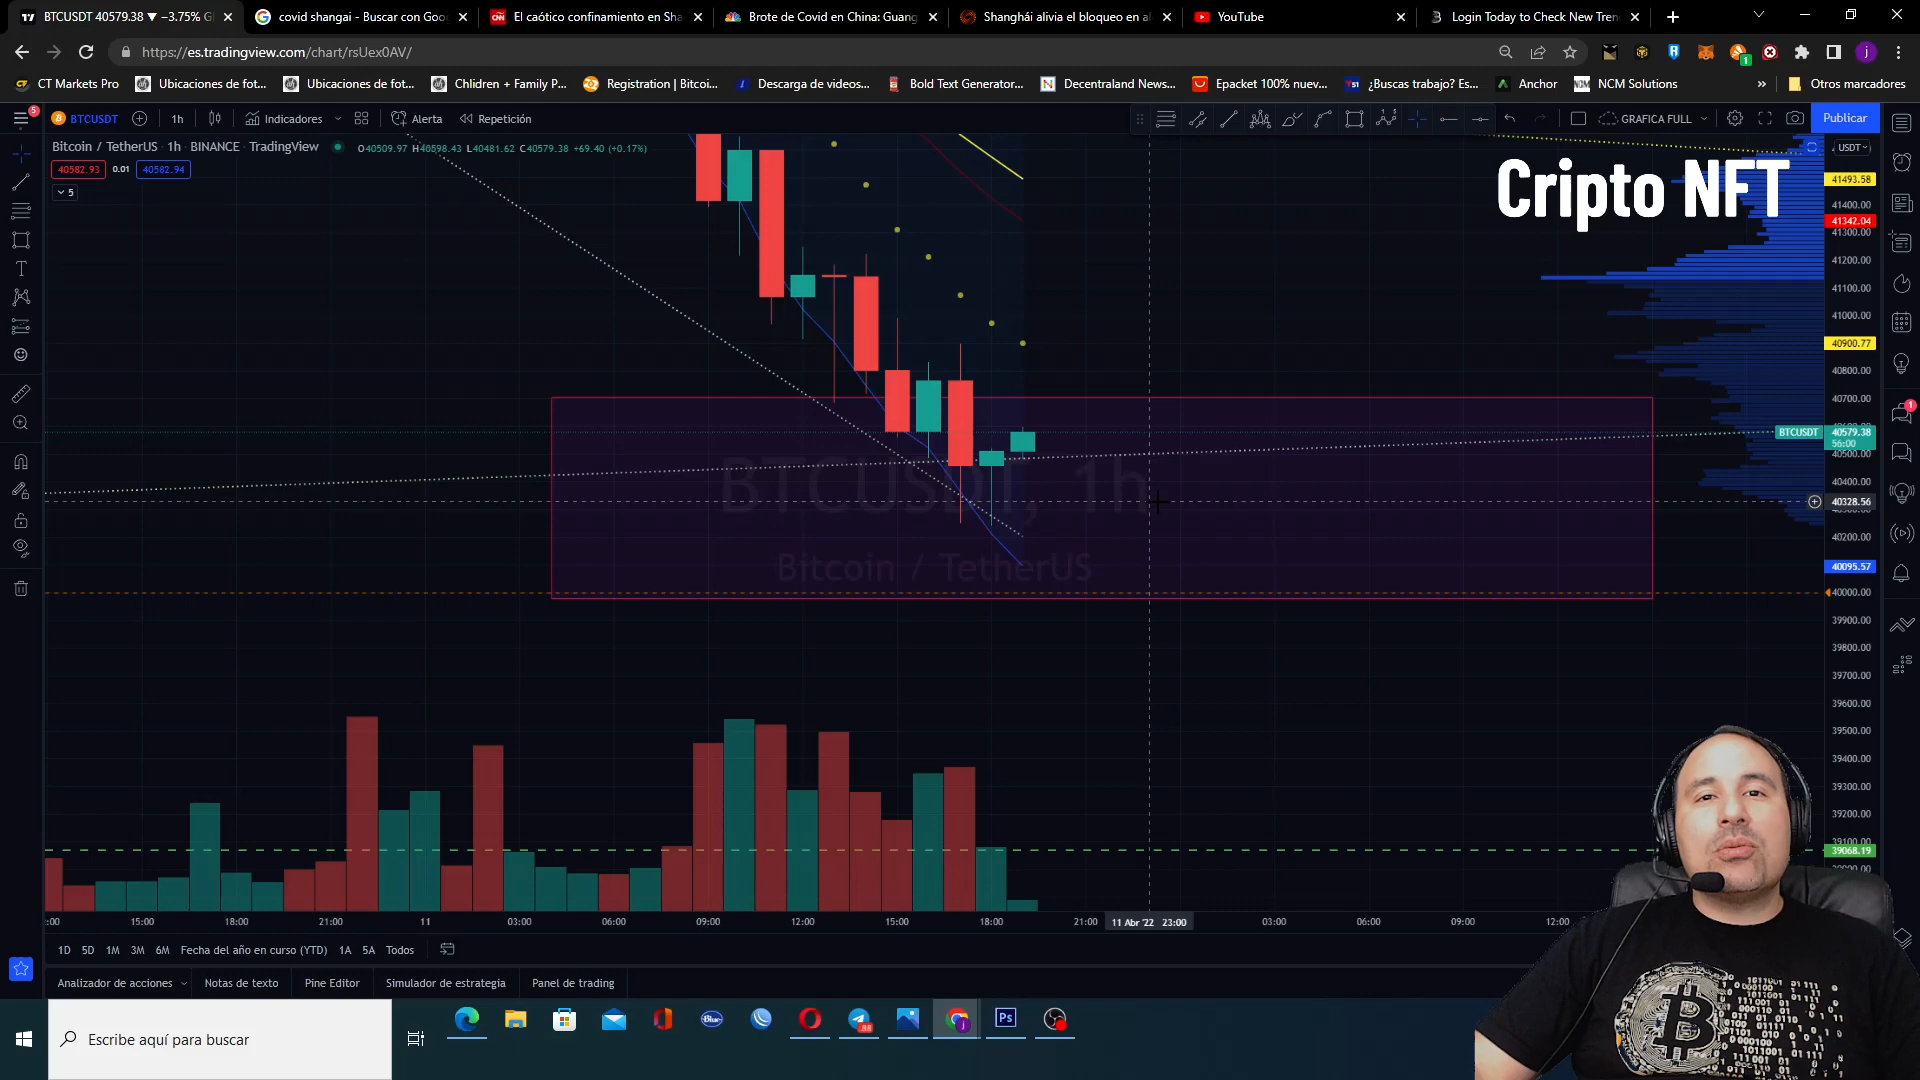 BTCUSDT 40579.38 ▼ −3.75% G
covid shangai - Buscar con Goo
El caótico confinamiento en Sha
Brote de Covid en China: Guang
Shanghái alivia el bloqueo en al
YouTube
Login Today to Check New Tren
https://es.tradingview.com/chart/rsUex0AV/
CT Markets Pro
Ubicaciones de fot...
Ubicaciones de fot...
Chlidren + Family P...
Registration | Bitcoi...
Descarga de videos...
Bold Text Generator...
Decentraland News...
Epacket 100% nuev...
¿Buscas trabajo? Es...
Anchor
NCM Solutions
»
Otros marcadores
5
BTCUSDT
1h
Indicadores
Alerta
Repetición
GRAFICA FULL
Publicar
Bitcoin / TetherUS · 1h · BINANCE · TradingView
O40509.97 H40598.43 L40481.62 C40579.38 +69.40 (+0.17%)
USDT
40582.93
0.01
40582.94
5
Cripto NFT
41493.58
41400.00
41342.04
41300.00
41200.00
41100.00
41000.00
40900.77
40800.00
40700.00
BTCUSDT
40579.38
56:00
40500.00
40400.00
40328.56
40200.00
40095.57
40000.00
39900.00
39800.00
39700.00
39600.00
39500.00
39400.00
39300.00
39200.00
39100.00
39068.19
BTCUSDT, 1h
Bitcoin / TetherUS
:00
15:00
18:00
21:00
11
03:00
06:00
09:00
12:00
15:00
18:00
21:00
11 Abr '22 23:00
03:00
06:00
09:00
12:00
1D
5D
1M
3M
6M
Fecha del año en curso (YTD)
1A
5A
Todos
Analizador de acciones
Notas de texto
Pine Editor
Simulador de estrategia
Panel de trading
Escribe aquí para buscar
Blue
88
Ps